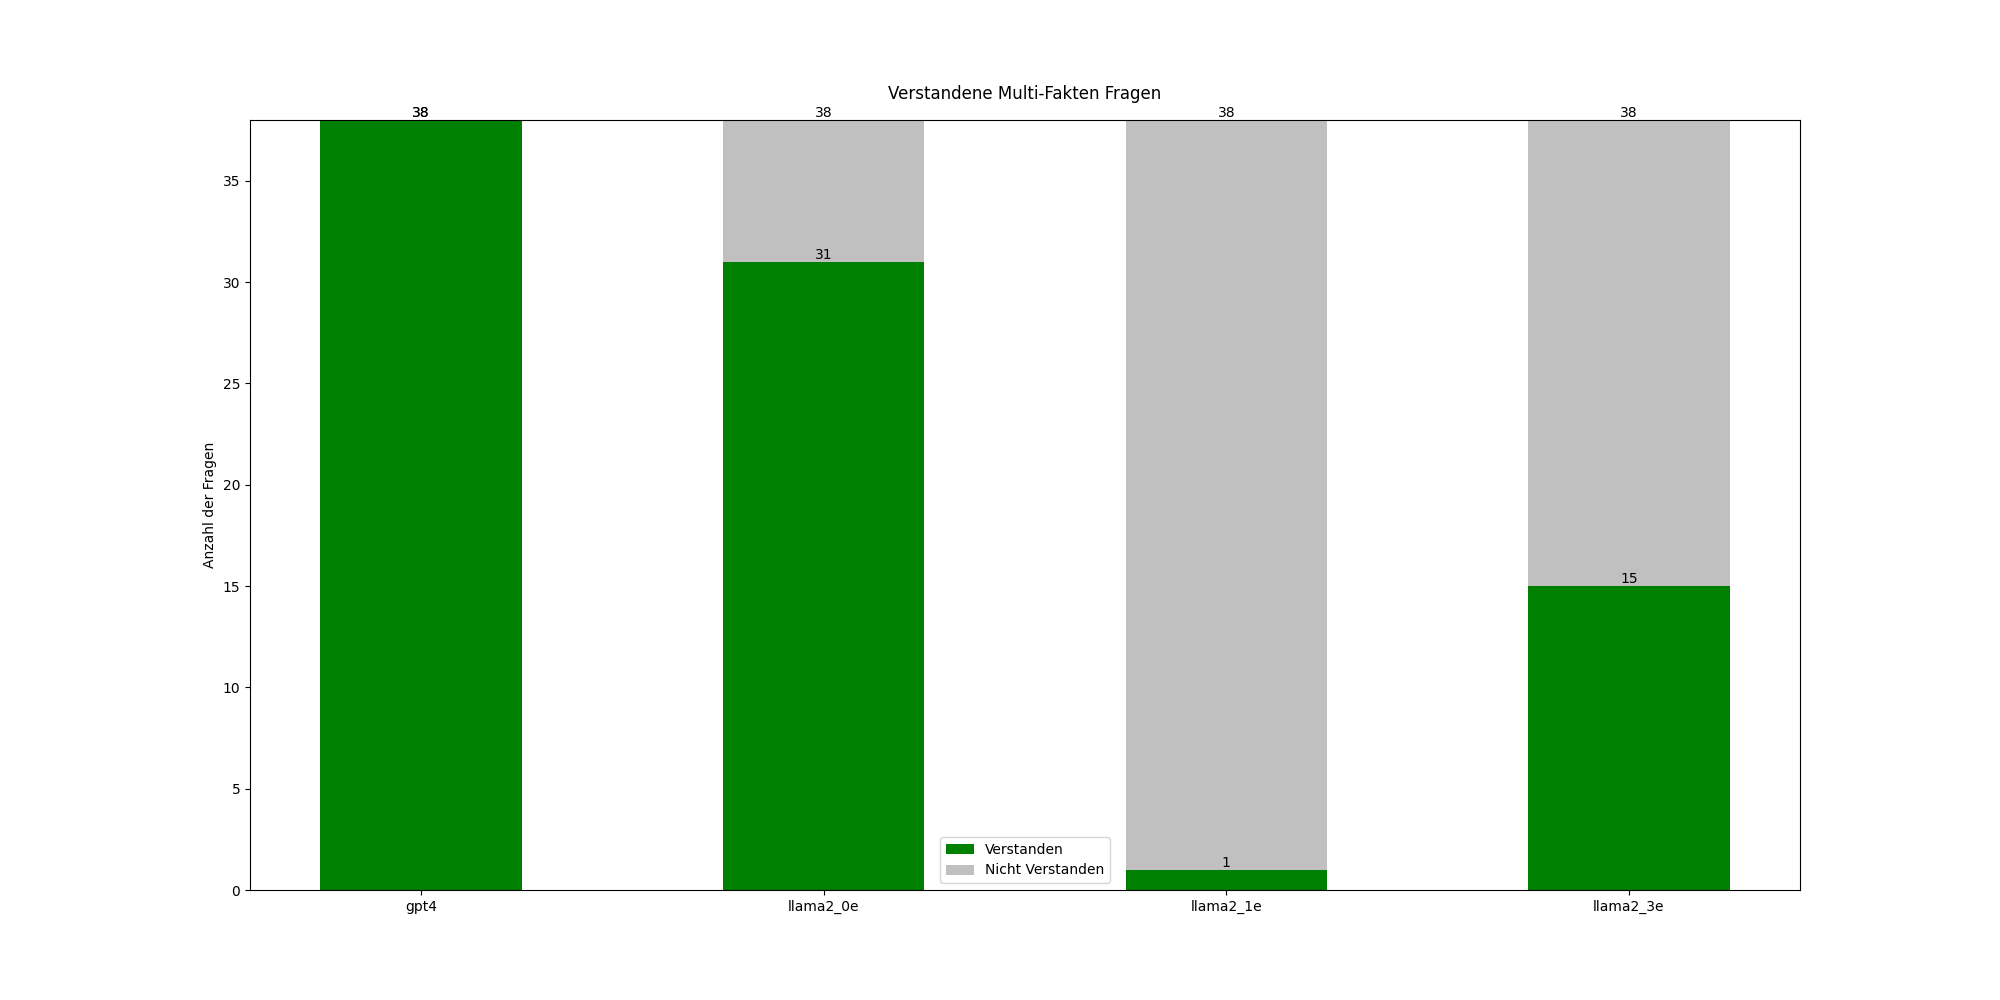 Verstandene Multi-Fakten Fragen
38
38
38
38
31
15
1
Anzahl der Fragen
35
30
25
20
15
10
5
0
Verstanden
Nicht Verstanden
gpt4
llama2_0e
llama2_1e
llama2_3e